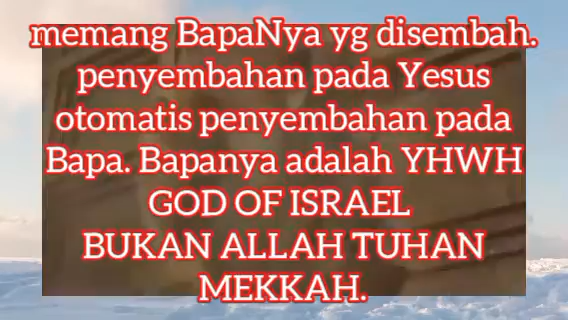 memang BapaNya yg disembah.
penyembahan pada Yesus
otomatis penyembahan pada
Bapa. Bapanya adalah YHWH
GOD OF ISRAEL
BUKAN ALLAH TUHAN
MEKKAH.